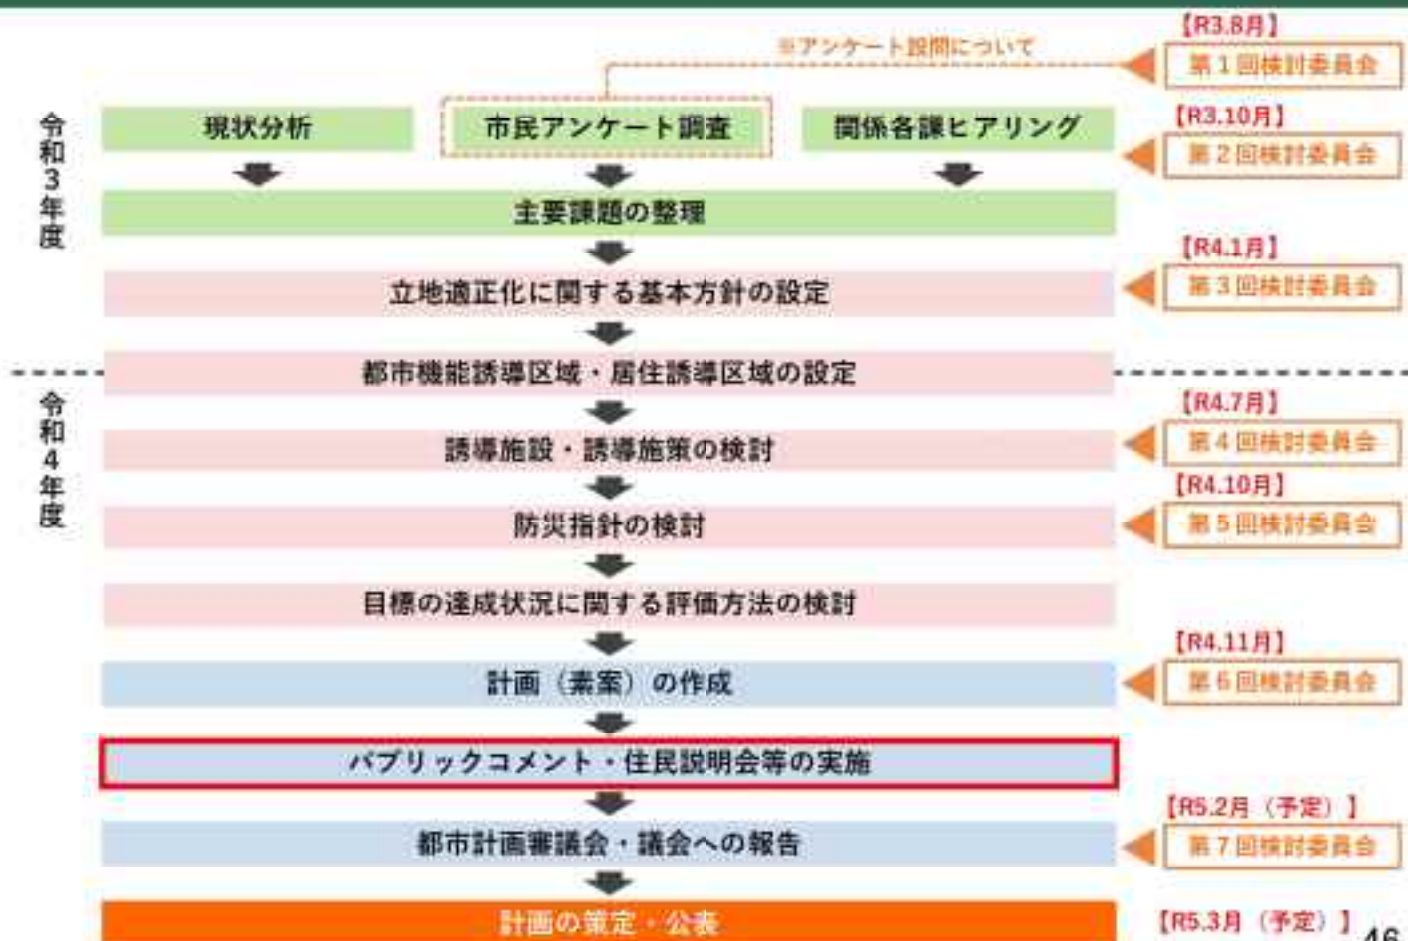 【R3.8月】
※アンケート設問について
第1回検討委員会
令和3年度
現状分析
市民アンケート調査
関係各課ヒアリング
【R3.10月】
第2回検討委員会
主要課題の整理
【R4.1月】
立地適正化に関する基本方針の設定
第3回検討委員会
都市機能誘導区域・居住誘導区域の設定
令和4年度
【R4.7月】
誘導施設・誘導施策の検討
第4回検討委員会
【R4.10月】
防災指針の検討
第5回検討委員会
目標の達成状況に関する評価方法の検討
【R4.11月】
計画（素案）の作成
第6回検討委員会
パブリックコメント・住民説明会等の実施
【R5.2月（予定）】
都市計画審議会・議会への報告
第7回検討委員会
計画の策定・公表
【R5.3月（予定）】
46